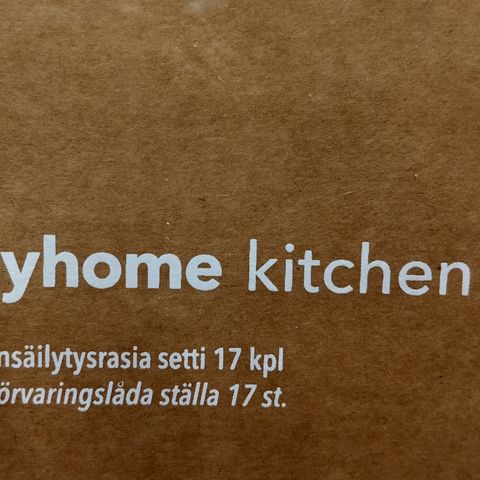 yhome kitchen
nsäilytysrasia setti 17 kpl
örvaringslåda ställa 17 st.